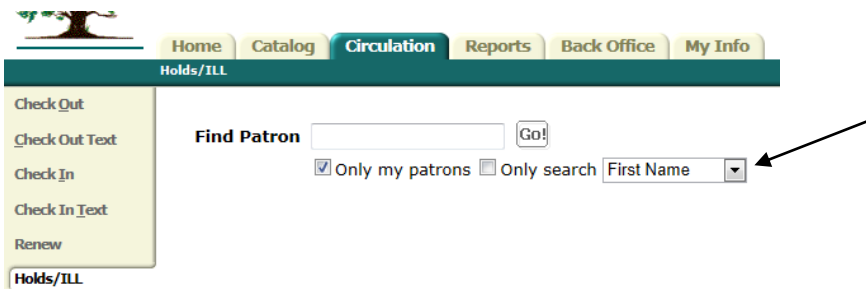 Home Catalog Circulation Reports Back Office My Info
Holds/ILL
Check Out
Check Out Text
Check In
Check In Text
Renew
Holds/ILL
Find Patron Go!
Only my patrons Only search First Name